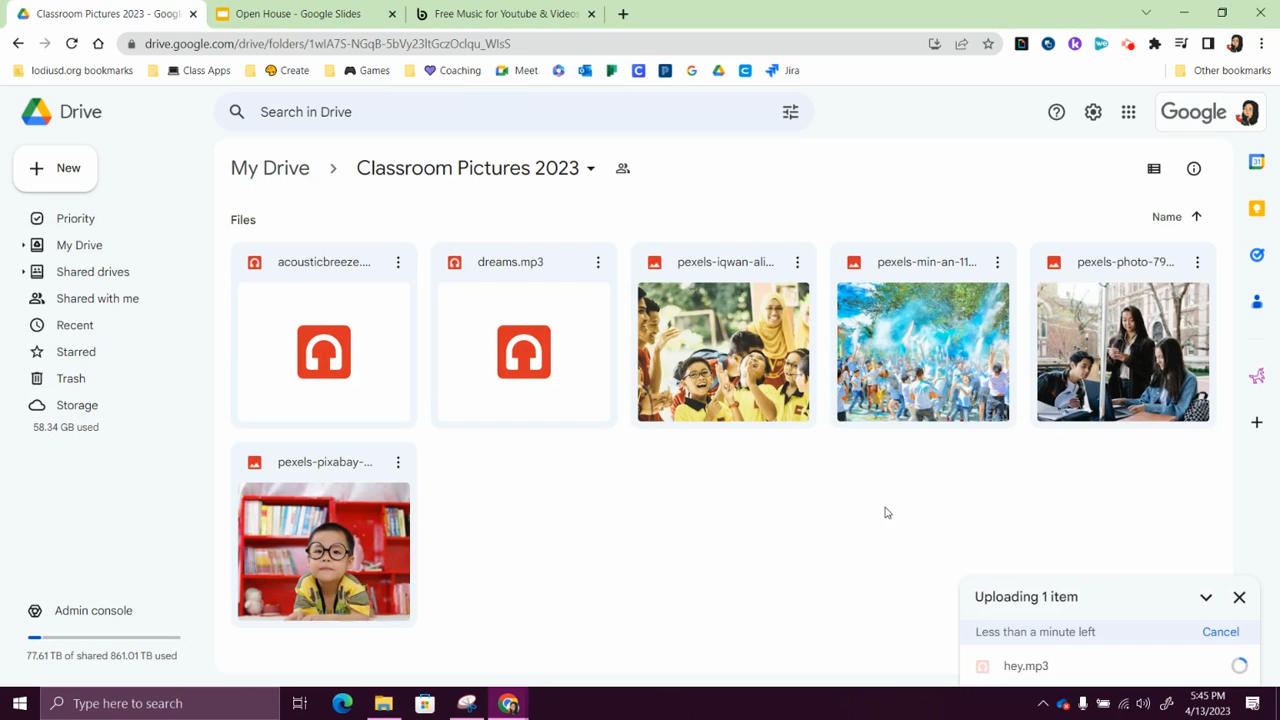 Classroom Pictures 2023 - Googl
Open House - Google Slides
Free Music for Youtube & Videos
drive.google.com/drive/folders/1wlA7S-NGqB-5bVy23ItGcz0cIqu_WIsS
lodiusd.org bookmarks
Class Apps
Create
Games
Coaching
Meet
Jira
Other bookmarks
Drive
Search in Drive
Google
New
My Drive
Classroom Pictures 2023
Priority
My Drive
Shared drives
Shared with me
Recent
Starred
Trash
Storage
58.34 GB used
Files
Name
acousticbreeze....
dreams.mp3
pexels-iqwan-ali...
pexels-min-an-11...
pexels-photo-79...
pexels-pixabay-...
Admin console
77.61 TB of shared 861.01 TB used
Uploading 1 item
Less than a minute left
Cancel
hey.mp3
Type here to search
5:45 PM
4/13/2023